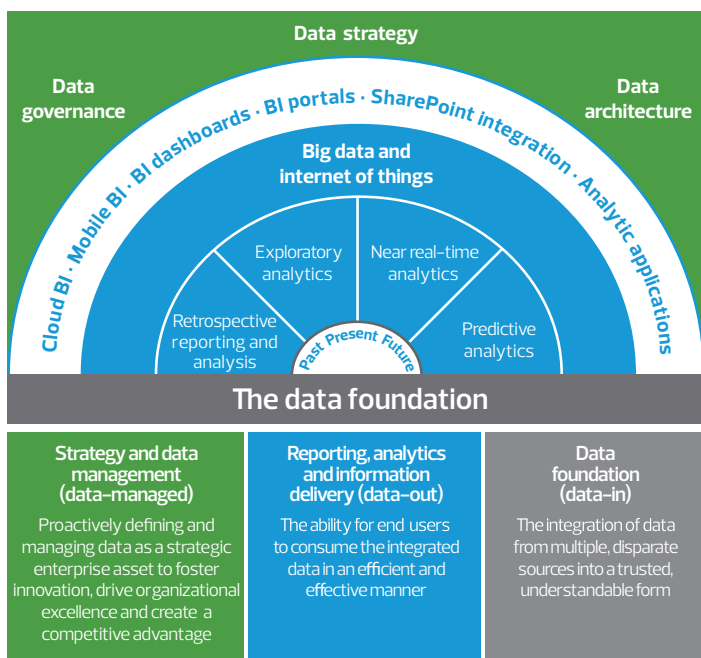 Data strategy
Data
governance
Data
architecture
Cloud BI · Mobile BI · BI dashboards · BI portals · SharePoint integration · Analytic applications
Big data and
internet of things
Retrospective
reporting and
analysis
Exploratory
analytics
Near real-time
analytics
Predictive
analytics
Past Present Future
The data foundation
Strategy and data
management
(data-managed)
Proactively defining and
managing data as a strategic
enterprise asset to foster
innovation, drive organizational
excellence and create a
competitive advantage
Reporting, analytics
and information
delivery (data-out)
The ability for end users
to consume the integrated
data in an efficient and
effective manner
Data
foundation
(data-in)
The integration of data
from multiple, disparate
sources into a trusted,
understandable form